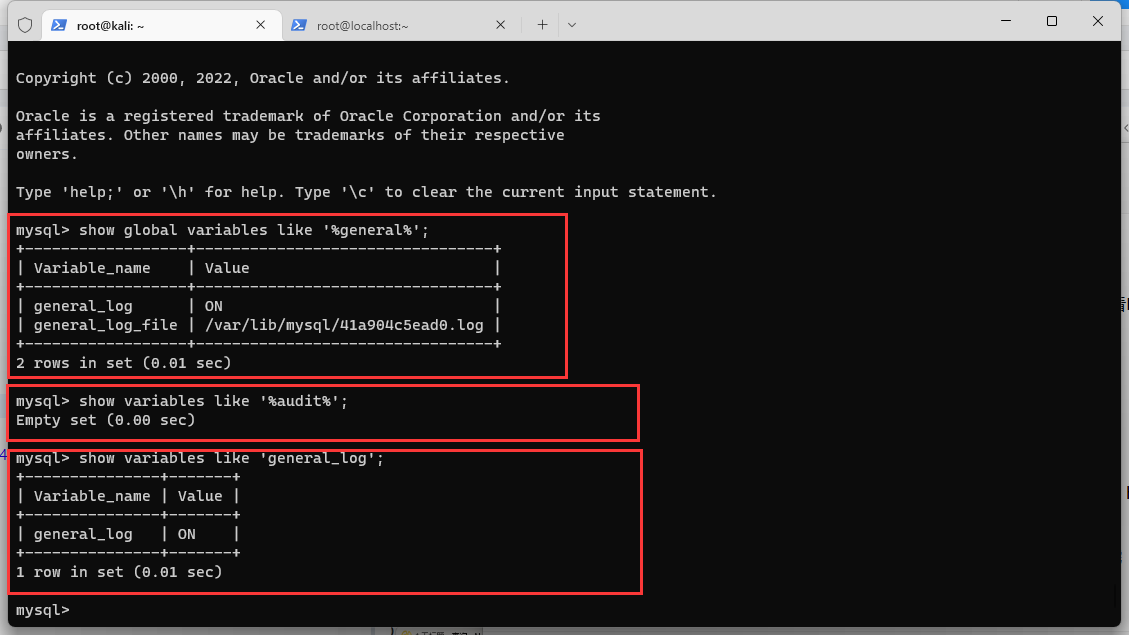 root@kali: ~
root@localhost:~
Copyright (c) 2000, 2022, Oracle and/or its affiliates.
Oracle is a registered trademark of Oracle Corporation and/or its
affiliates. Other names may be trademarks of their respective
owners.
Type 'help;' or '\h' for help. Type '\c' to clear the current input statement.
mysql> show global variables like '%general%';
+------------------+---------------------------------+
| Variable_name    | Value                           |
+------------------+---------------------------------+
| general_log      | ON                              |
| general_log_file | /var/lib/mysql/41a904c5ead0.log |
+------------------+---------------------------------+
2 rows in set (0.01 sec)
mysql> show variables like '%audit%';
Empty set (0.00 sec)
mysql> show variables like 'general_log';
+---------------+-------+
| Variable_name | Value |
+---------------+-------+
| general_log   | ON    |
+---------------+-------+
1 row in set (0.01 sec)
mysql>